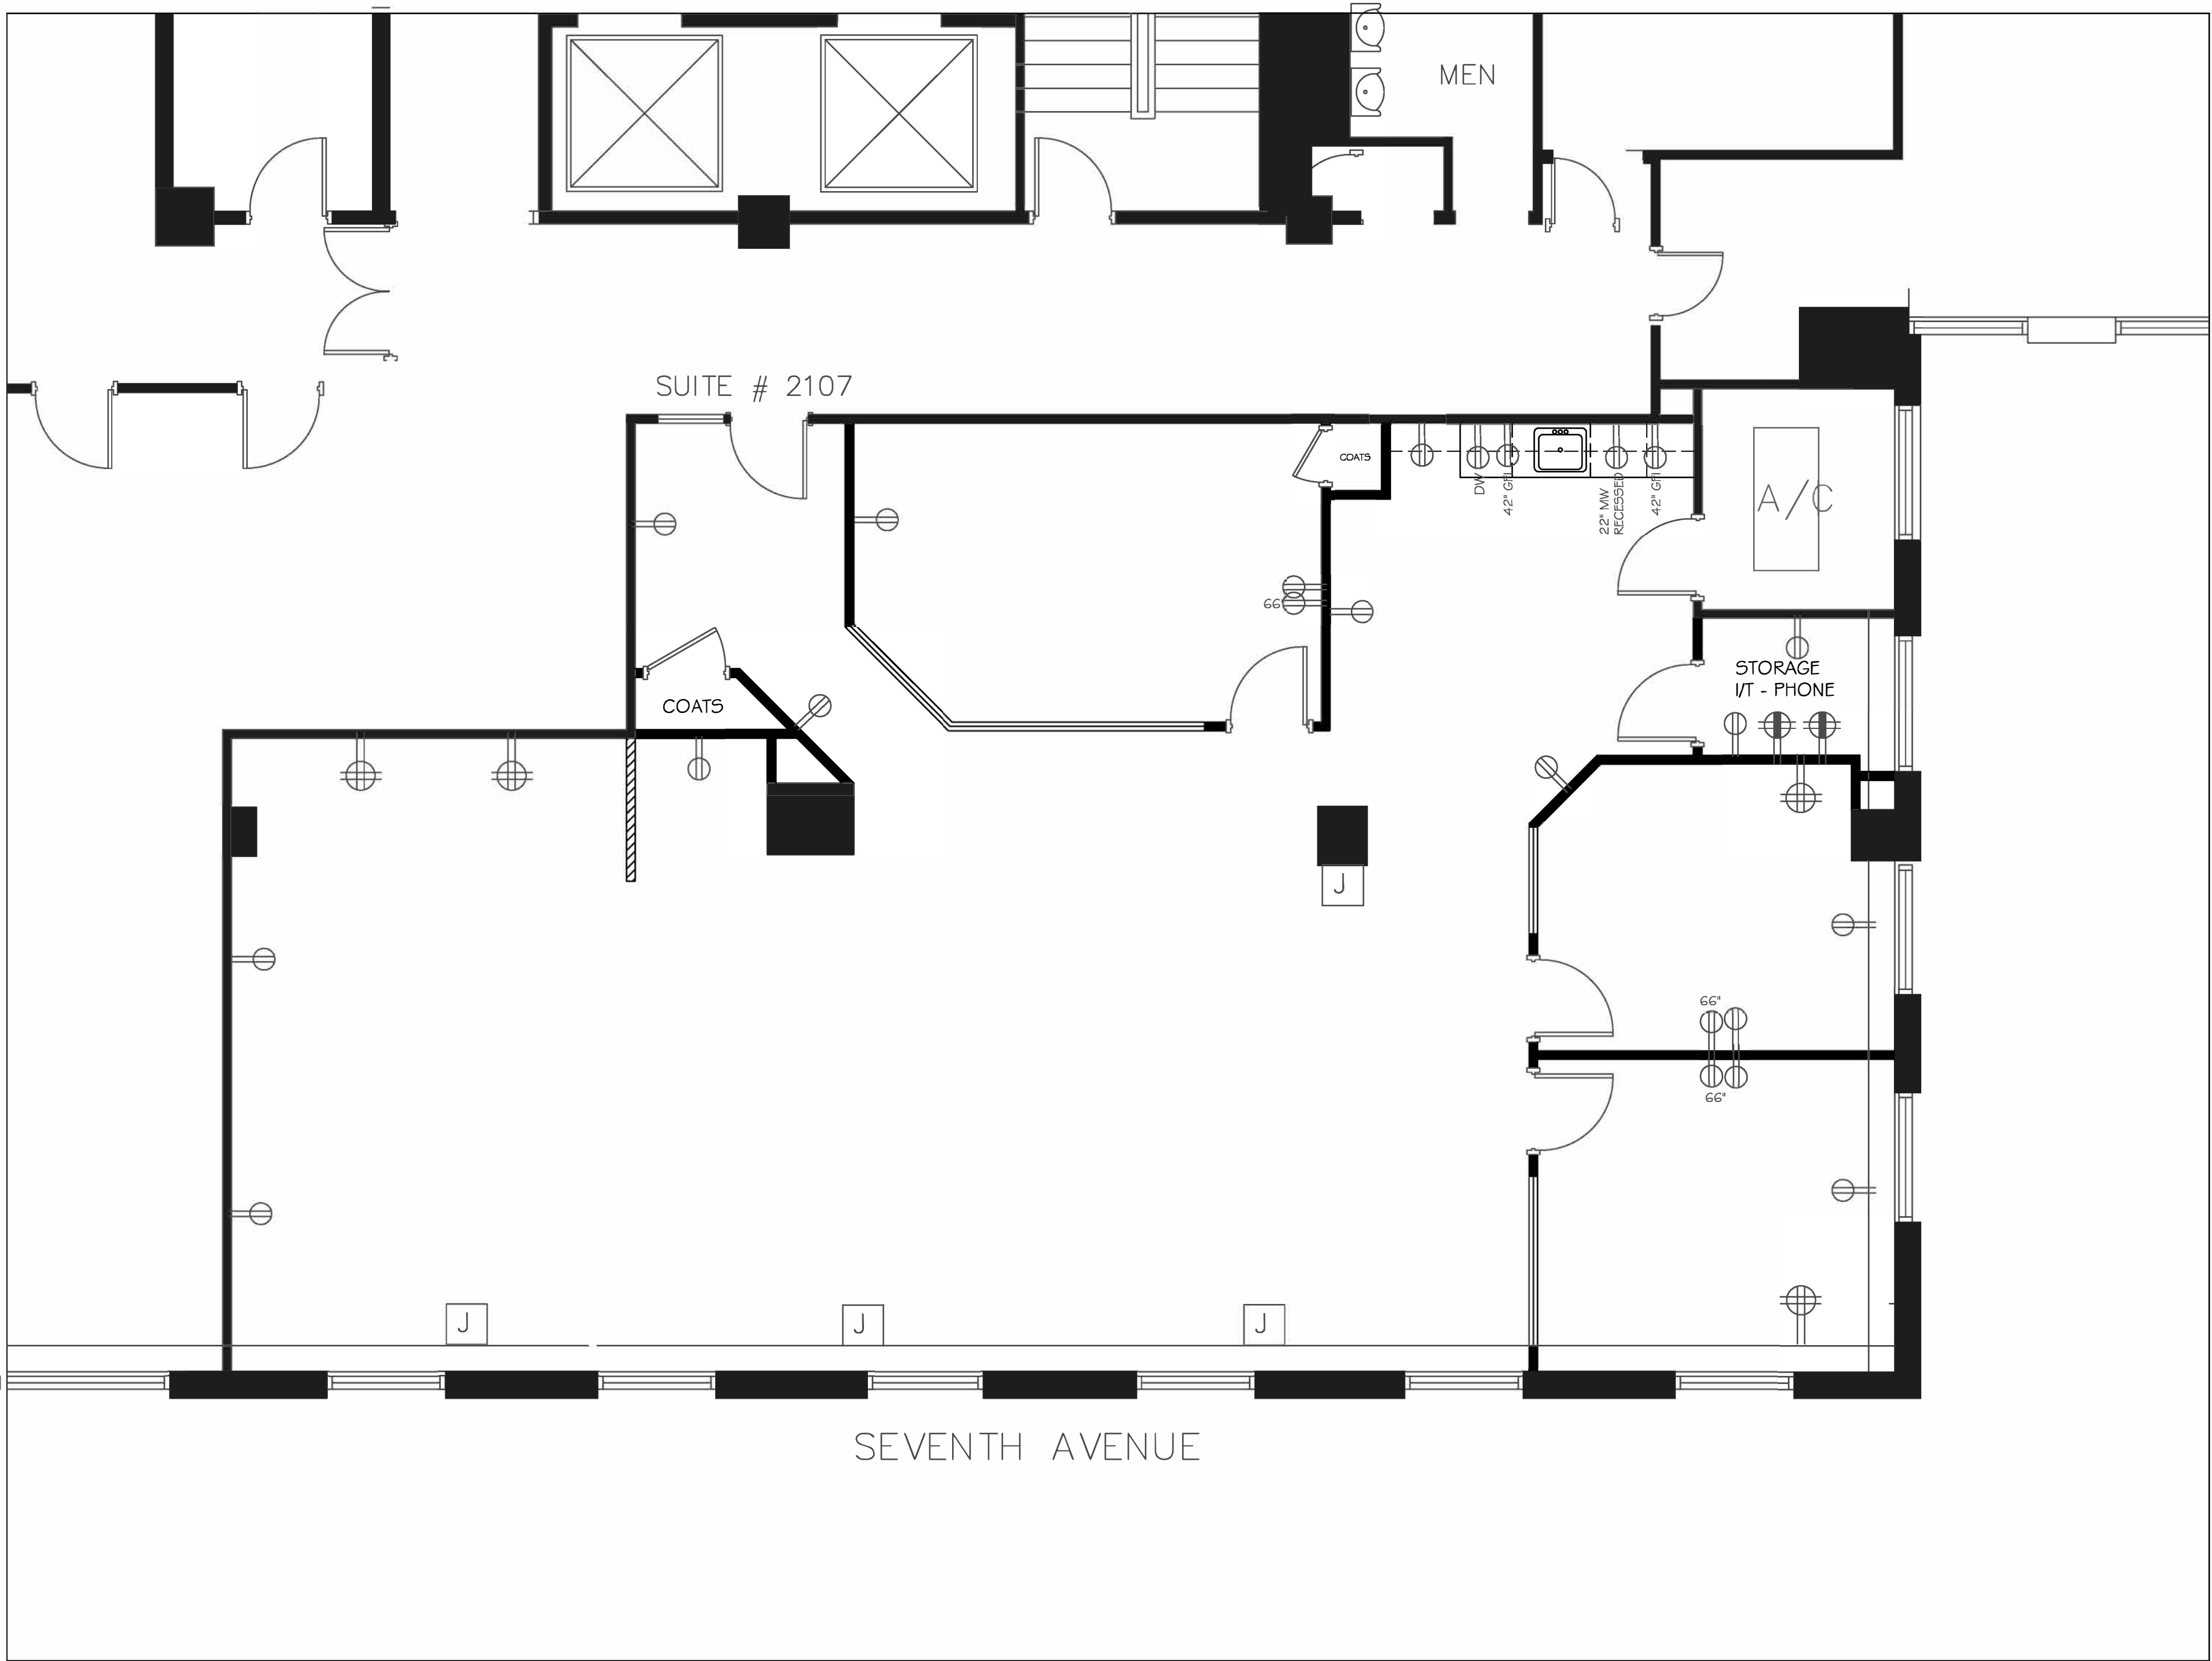 MEN
SUITE # 2107
COATS
DW
42" GFI
22" MW
RECESSED
42" GFI
A/C
66"
STORAGE
I/T - PHONE
COATS
J
66"
66"
J
J
J
SEVENTH AVENUE